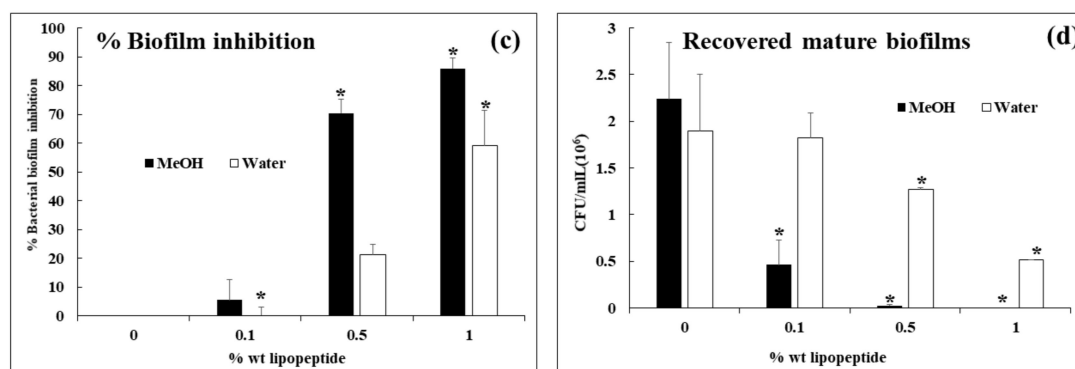 % Biofilm inhibition
(c)
% Bacterial biofilm inhibition
100
90
80
70
60
50
40
30
20
10
0
MeOH
Water
*
*
*
*
0
0.1
0.5
1
% wt lipopeptide
Recovered mature biofilms
(d)
CFU/mlL(10⁶)
3
2.5
2
1.5
1
0.5
0
MeOH
Water
*
*
*
*
*
0
0.1
0.5
1
% wt lipopeptide